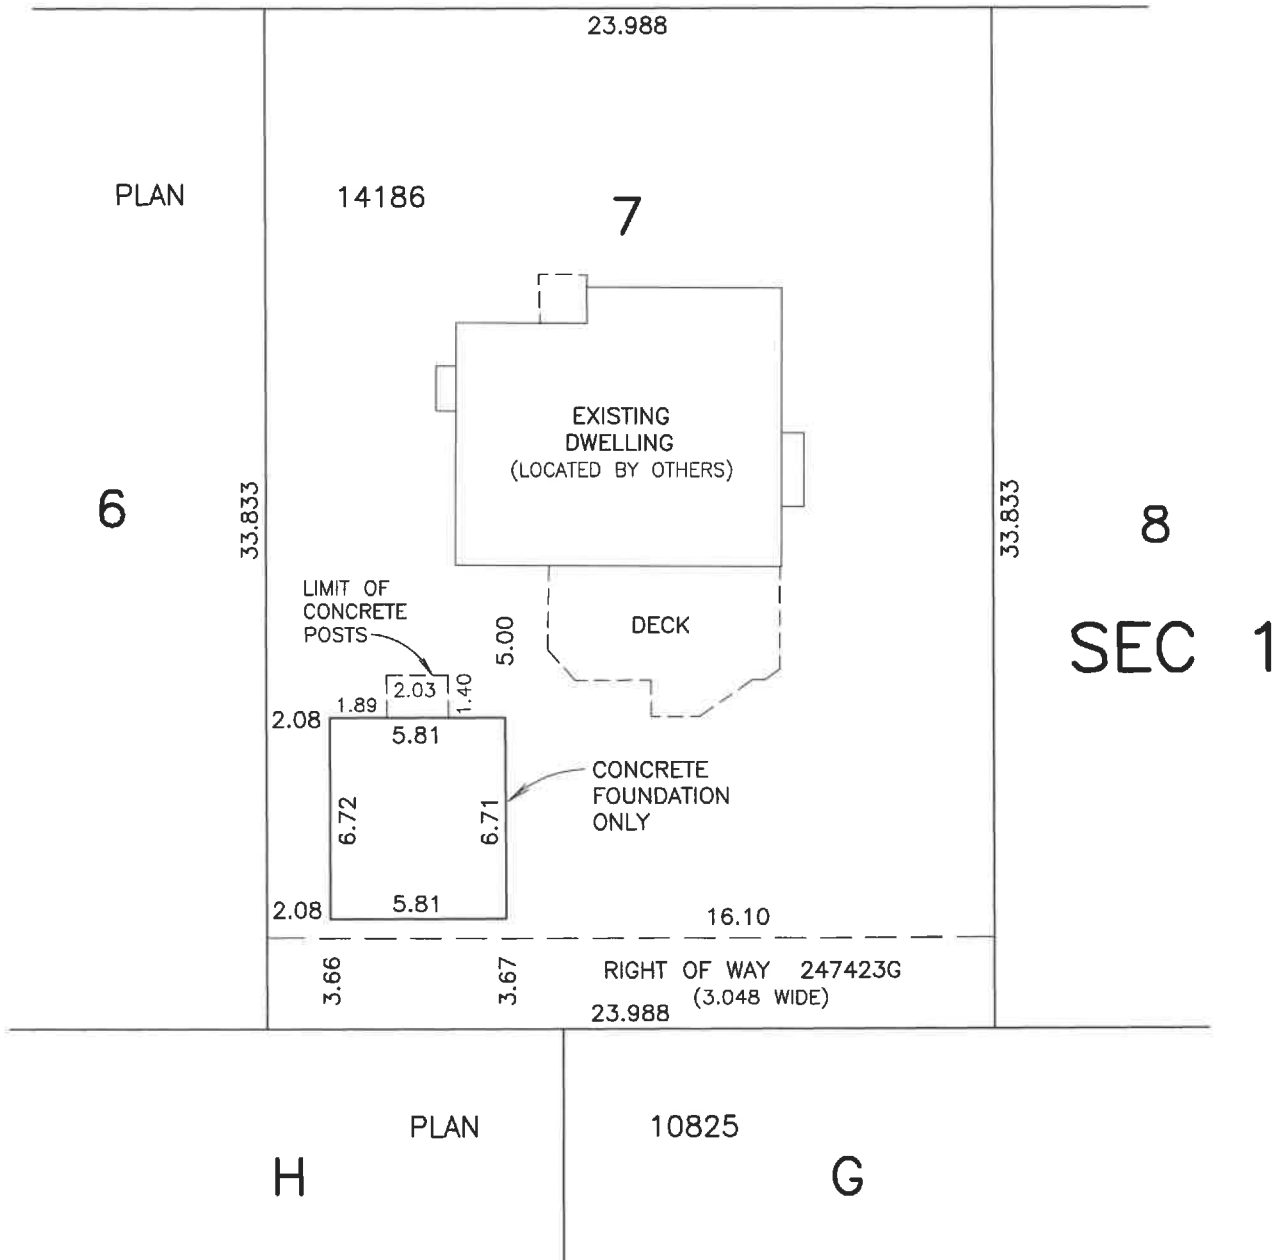 23.988
PLAN
14186
7
EXISTING
DWELLING
(LOCATED BY OTHERS)
6
33.833
33.833
8
LIMIT OF
CONCRETE
POSTS
5.00
DECK
SEC 1
2.03
1.40
1.89
2.08
5.81
CONCRETE
FOUNDATION
ONLY
6.72
6.71
5.81
2.08
16.10
3.66
3.67
RIGHT OF WAY 247423G
(3.048 WIDE)
23.988
PLAN
10825
H
G